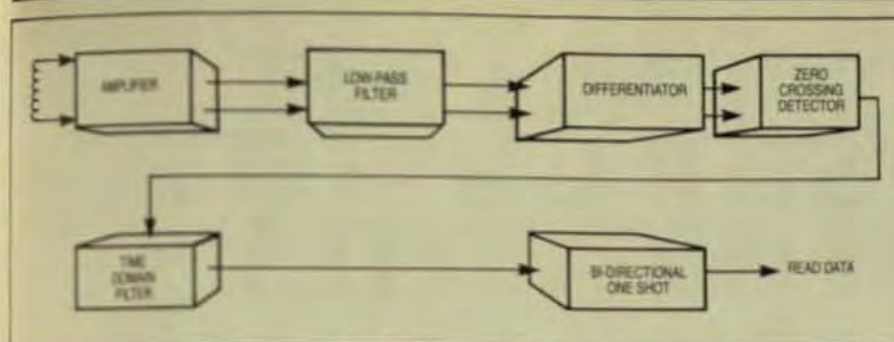 AMPLIFIER
LOW-PASS
FILTER
DIFFERENTIATOR
ZERO
CROSSING
DETECTOR
TIME
DOMAIN
FILTER
BI-DIRECTIONAL
ONE SHOT
READ DATA